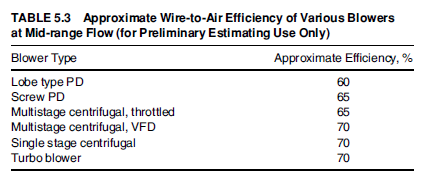 TABLE 5.3 Approximate Wire-to-Air Efficiency of Various Blowers
at Mid-range Flow (for Preliminary Estimating Use Only)
Blower Type Approximate Efficiency, %
Lobe type PD 60
Screw PD 65
Multistage centrifugal, throttled 65
Multistage centrifugal, VFD 70
Single stage centrifugal 70
Turbo blower 70